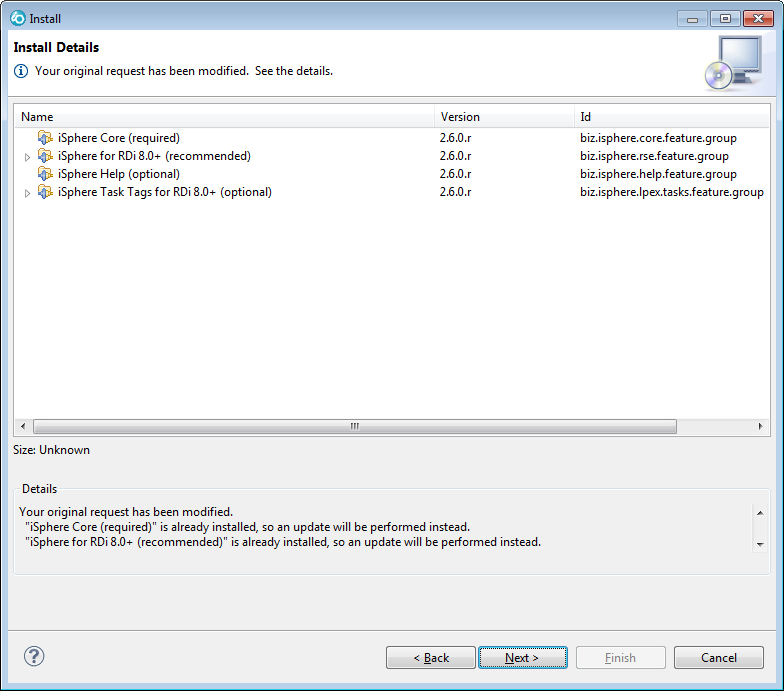 Install
Install Details
Your original request has been modified. See the details.
Name Version Id
iSphere Core (required) 2.6.0.r biz.isphere.core.feature.group
iSphere for RDi 8.0+ (recommended) 2.6.0.r biz.isphere.rse.feature.group
iSphere Help (optional) 2.6.0.r biz.isphere.help.feature.group
iSphere Task Tags for RDi 8.0+ (optional) 2.6.0.r biz.isphere.lpex.tasks.feature.group
Size: Unknown
Details
Your original request has been modified.
"iSphere Core (required)" is already installed, so an update will be performed instead.
"iSphere for RDi 8.0+ (recommended)" is already installed, so an update will be performed instead.
? < Back Next > Finish Cancel